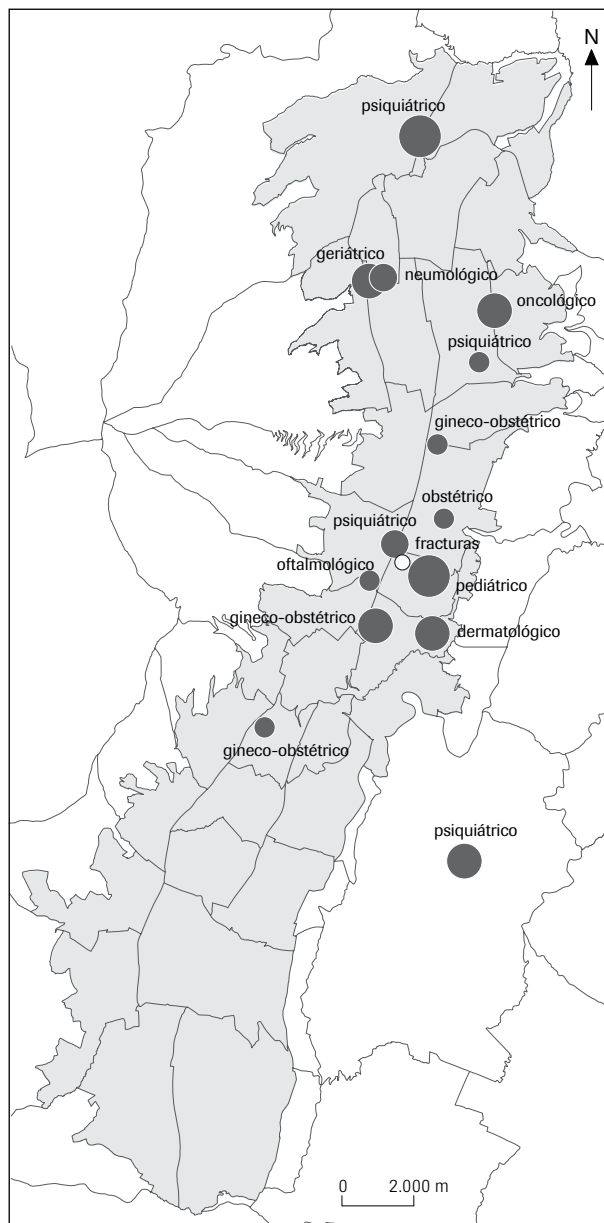 N
psiquiátrico
geriátrico
neumológico
oncológico
psiquiátrico
gineco-obstétrico
obstétrico
psiquiátrico
fracturas
oftalmológico
pediátrico
gineco-obstétrico
dermatológico
gineco-obstétrico
psiquiátrico
0 2.000 m